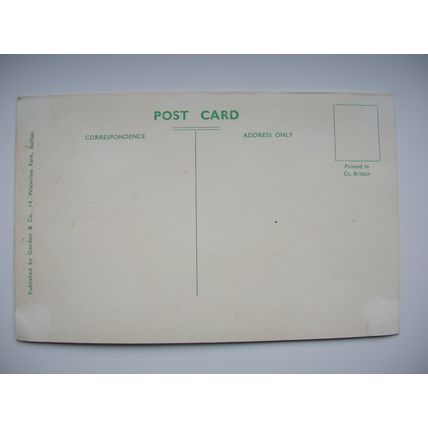 POST CARD
CORRESPONDENCE
ADDRESS ONLY
Printed in
Gt. Britain
Published by Gordon & Co., 14, Waterloo Park, Belfast.